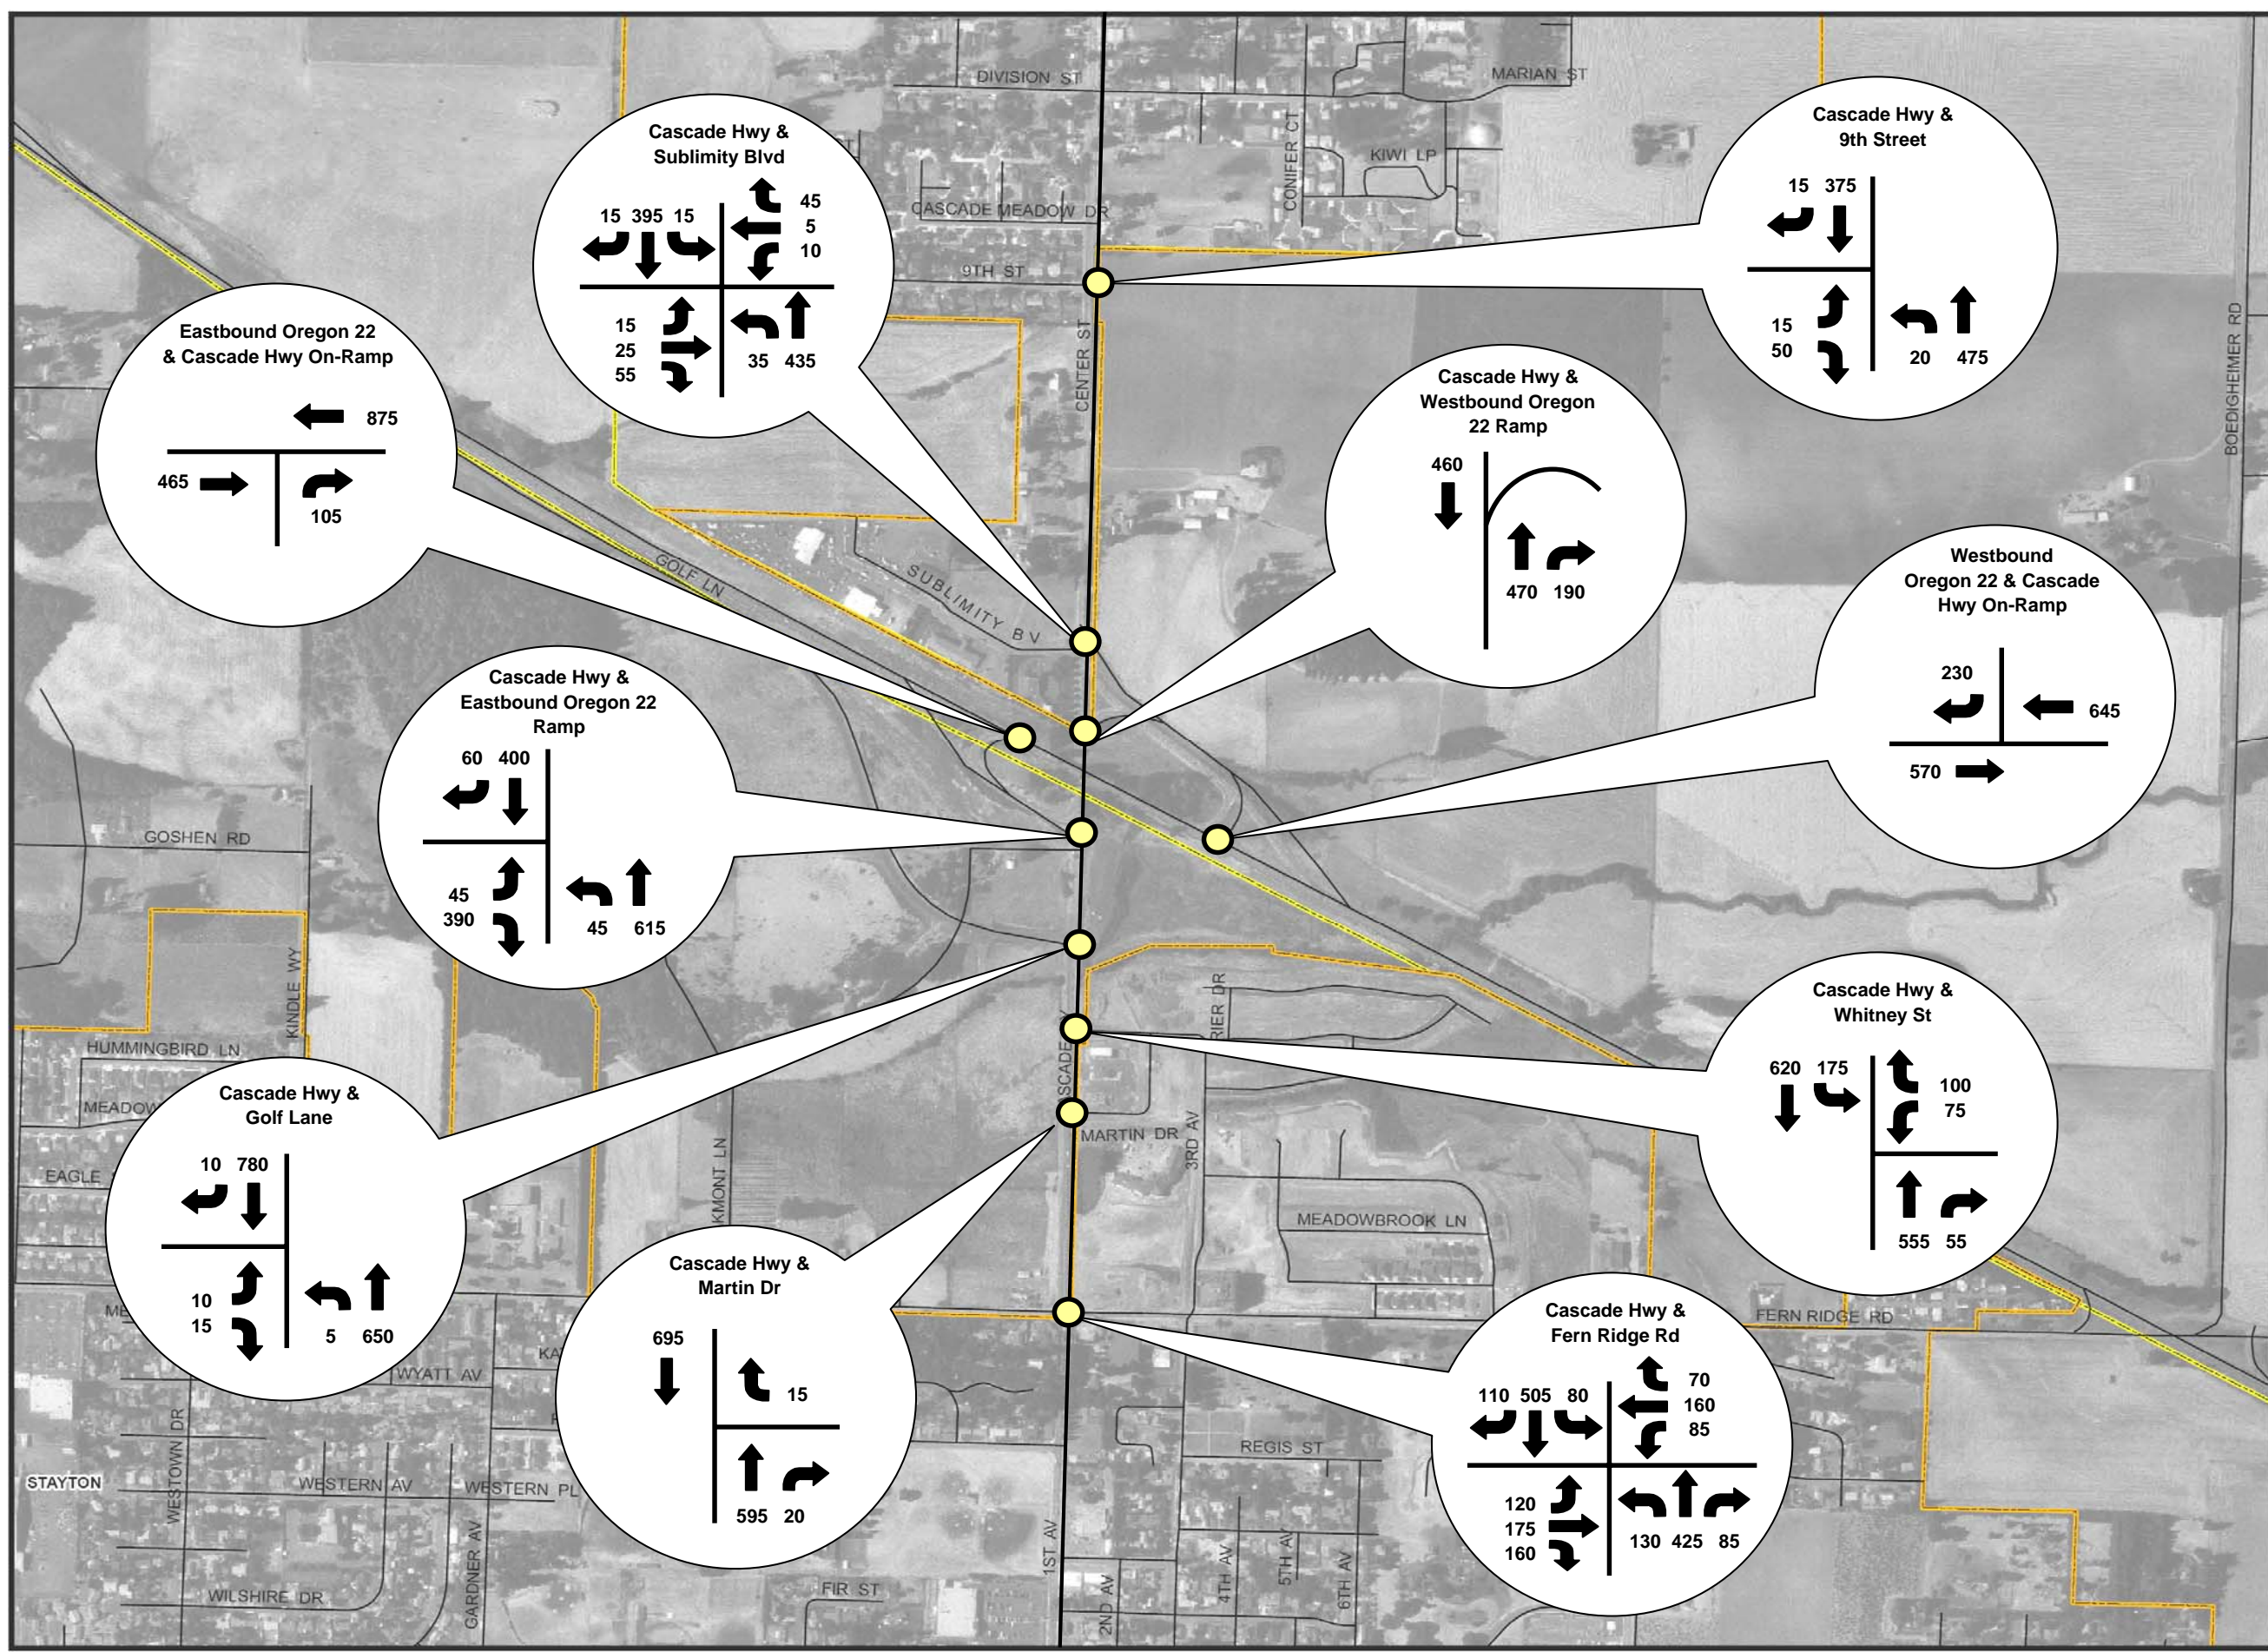 DIVISION ST
MARIAN ST
CONIFER CT
KIWI LP
CASCADE MEADOW DR
9TH ST
CENTER ST
BOEDIGHEIMER RD
GOLF LN
SUBLIMITY BV
GOSHEN RD
KINDLE WY
HUMMINGBIRD LN
MEADOW
EAGLE
KMONT LN
SCADE
RIER DR
MARTIN DR
3RD AV
MEADOWBROOK LN
FERN RIDGE RD
ME
WYATT AV
KA
WESTOWN DR
WESTERN AV
WESTERN PL
STAYTON
GARDNER AV
WILSHIRE DR
FIR ST
1ST AV
2ND AV
REGIS ST
4TH AV
5TH AV
6TH AV
Cascade Hwy &
Sublimity Blvd
15 395 15
45
5
10
15
25
55
35 435
Cascade Hwy &
9th Street
15 375
15
50
20 475
Eastbound Oregon 22
& Cascade Hwy On-Ramp
875
465
105
Cascade Hwy &
Westbound Oregon
22 Ramp
460
470 190
Westbound
Oregon 22 & Cascade
Hwy On-Ramp
230
645
570
Cascade Hwy &
Eastbound Oregon 22
Ramp
60 400
45
390
45 615
Cascade Hwy &
Whitney St
620 175
100
75
555 55
Cascade Hwy &
Golf Lane
10 780
10
15
5 650
Cascade Hwy &
Martin Dr
695
15
595 20
Cascade Hwy &
Fern Ridge Rd
110 505 80
70
160
85
120
175
160
130 425 85